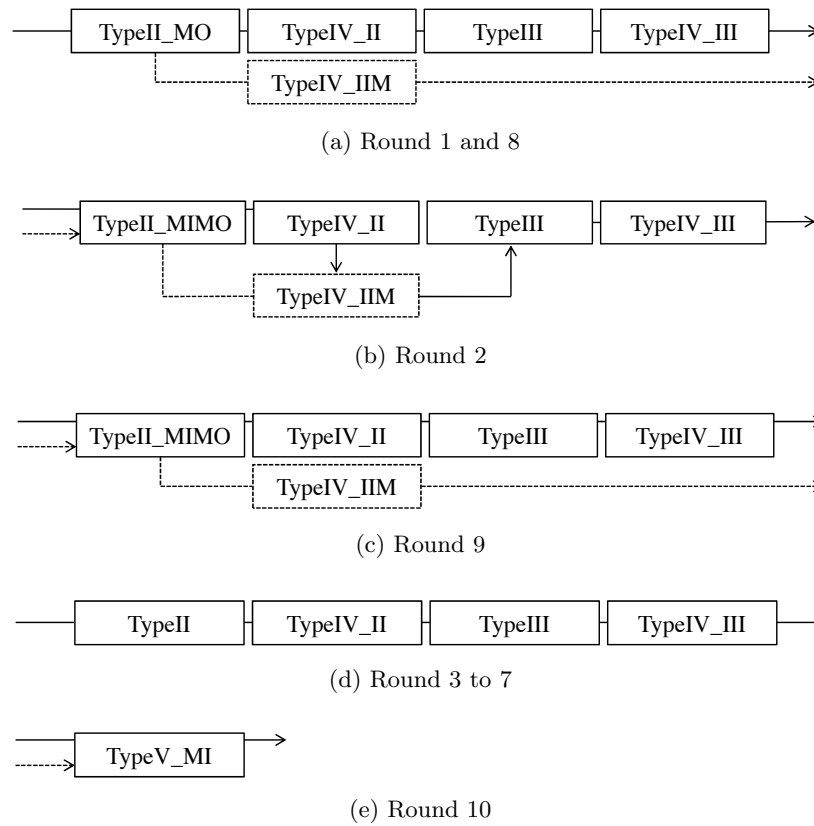 TypeII_MO TypeIV_II TypeIII TypeIV_III
TypeIV_IIM
(a) Round 1 and 8
TypeII_MIMO TypeIV_II TypeIII TypeIV_III
TypeIV_IIM
(b) Round 2
TypeII_MIMO TypeIV_II TypeIII TypeIV_III
TypeIV_IIM
(c) Round 9
TypeII TypeIV_II TypeIII TypeIV_III
(d) Round 3 to 7
TypeV_MI
(e) Round 10